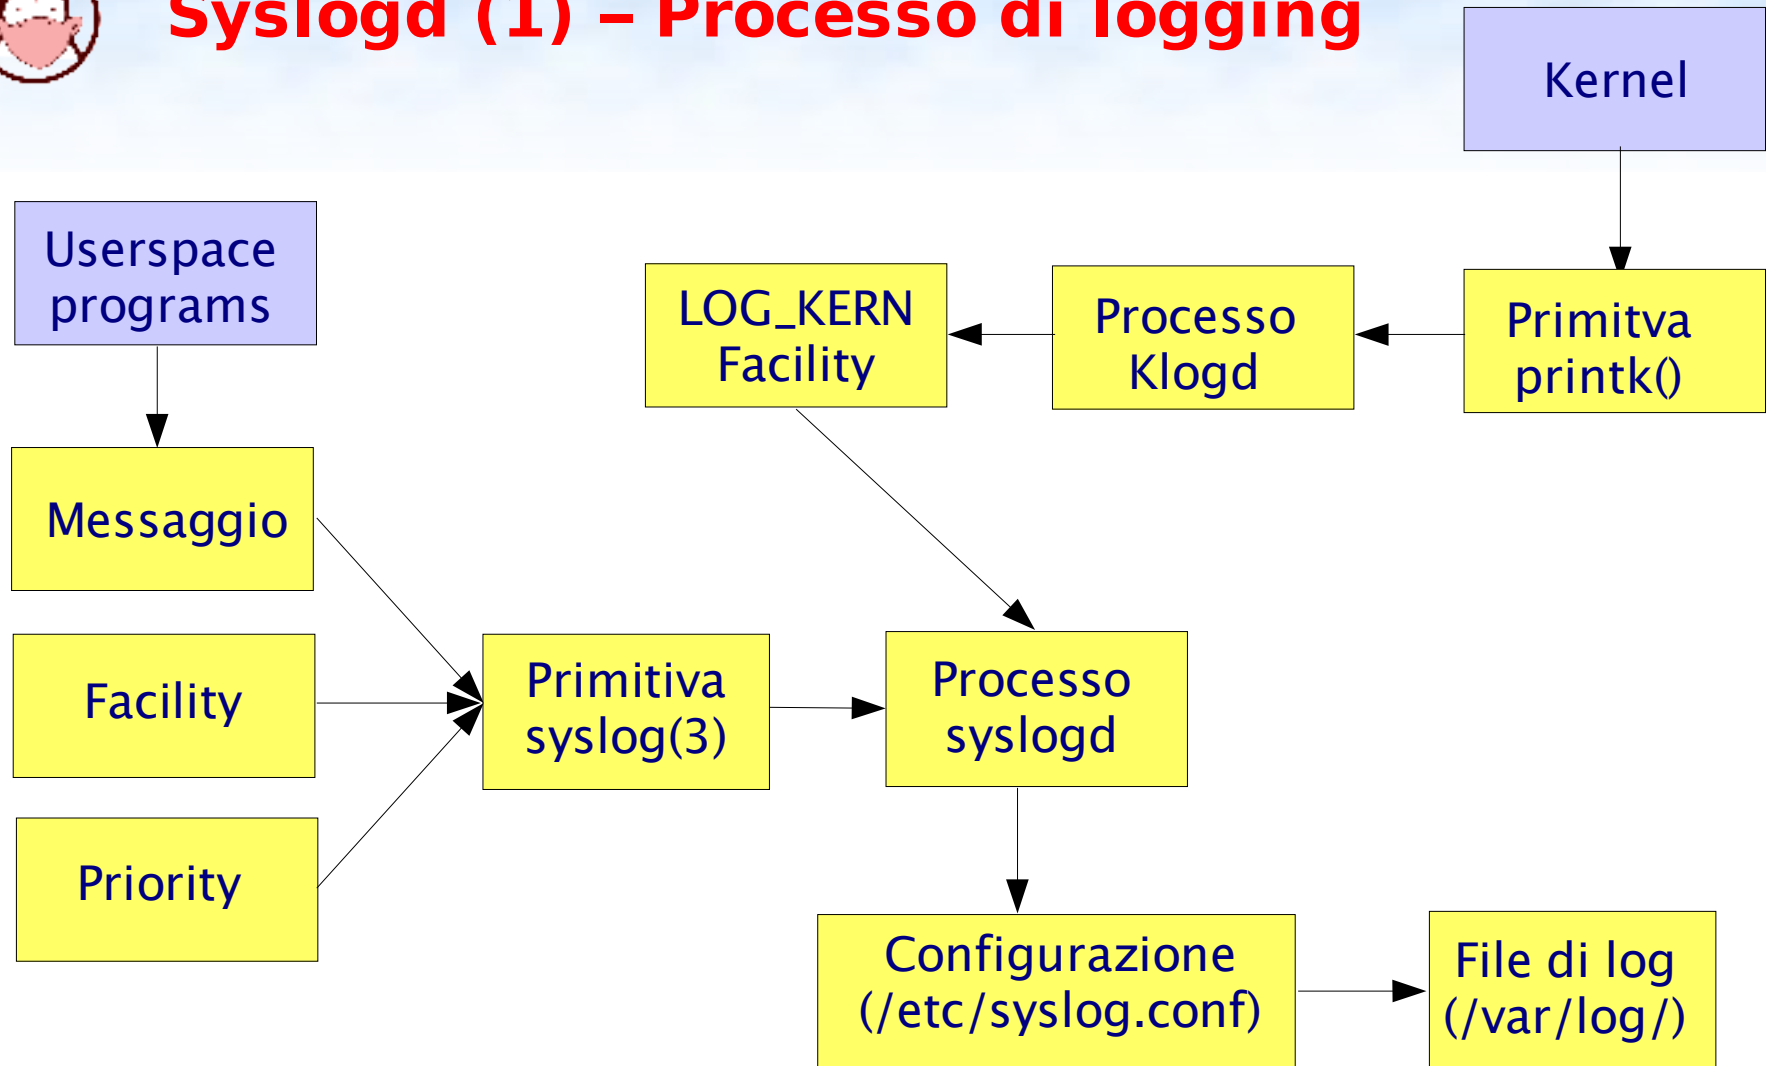 Syslogd (1) – Processo di logging
Kernel
Userspace
programs
LOG_KERN
Facility
Processo
Klogd
Primitva
printk()
Messaggio
Facility
Priority
Primitiva
syslog(3)
Processo
syslogd
Configurazione
(/etc/syslog.conf)
File di log
(/var/log/)